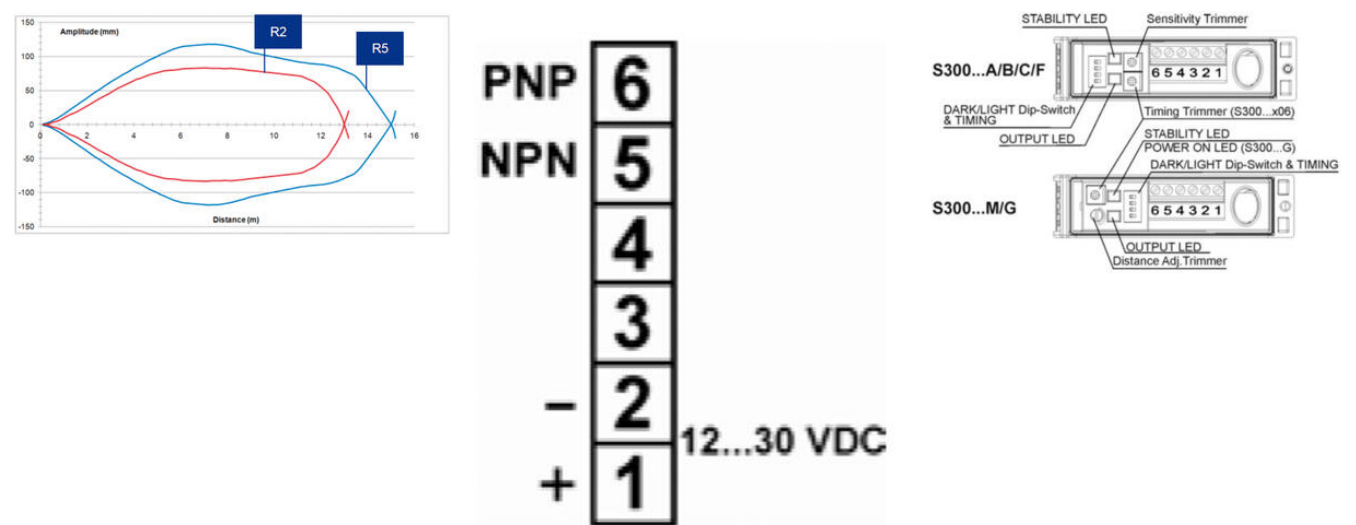 150
Amplitude (mm)
R2
R5
100
50
0
0 2 4 6 8 10 12 14 16
-50
-100
Distance (m)
-150
PNP 6
NPN 5
4
3
- 2
12...30 VDC
+ 1
STABILITY LED
Sensitivity Trimmer
S300...A/B/C/F
6 5 4 3 2 1
DARK/LIGHT Dip-Switch
& TIMING
Timing Trimmer (S300...x06)
OUTPUT LED
STABILITY LED
POWER ON LED (S300...G)
DARK/LIGHT Dip-Switch & TIMING
S300...M/G
6 5 4 3 2 1
OUTPUT LED
Distance Adj.Trimmer